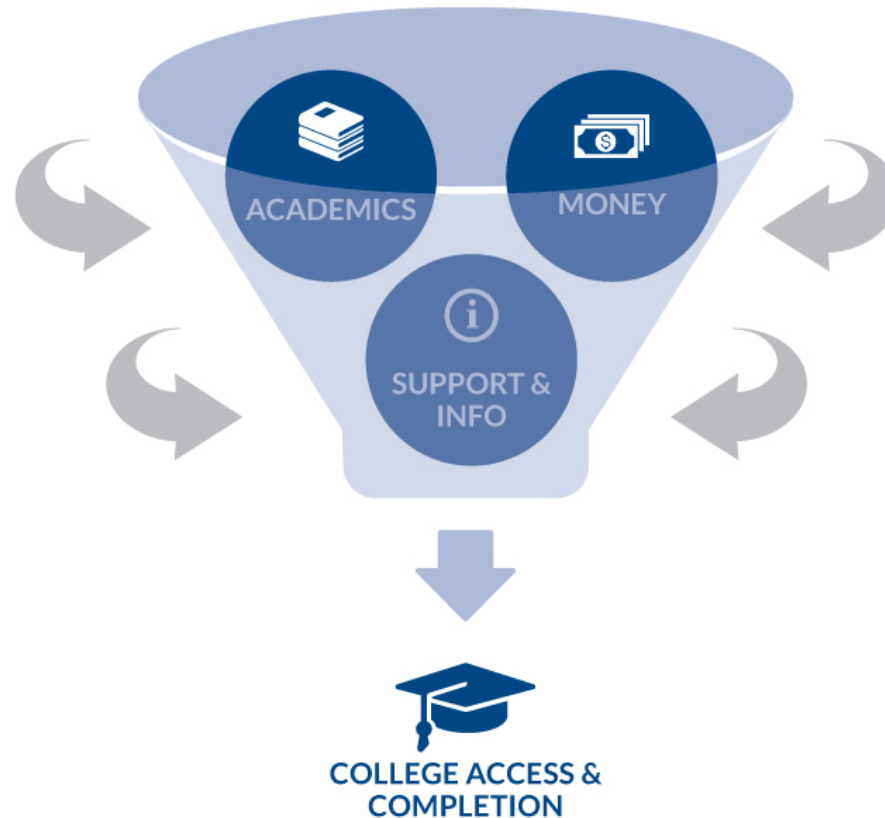 ACADEMICS
MONEY
SUPPORT &
INFO
COLLEGE ACCESS &
COMPLETION